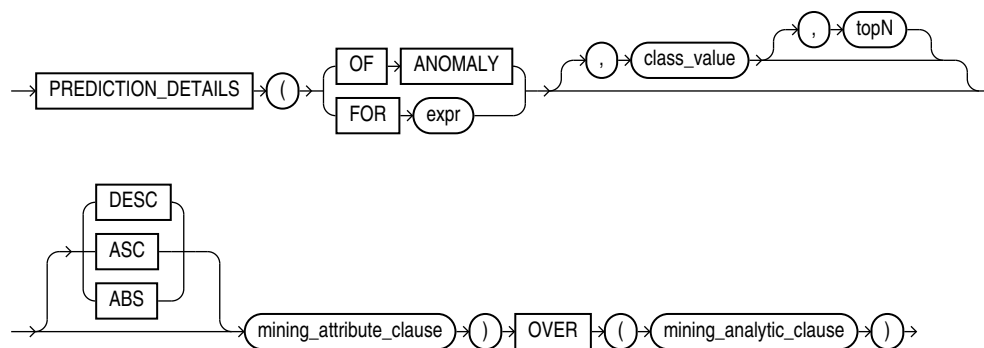 OF ANOMALY , class_value , topN
PREDICTION_DETAILS (
FOR expr
DESC
ASC
ABS
mining_attribute_clause ) OVER ( mining_analytic_clause )